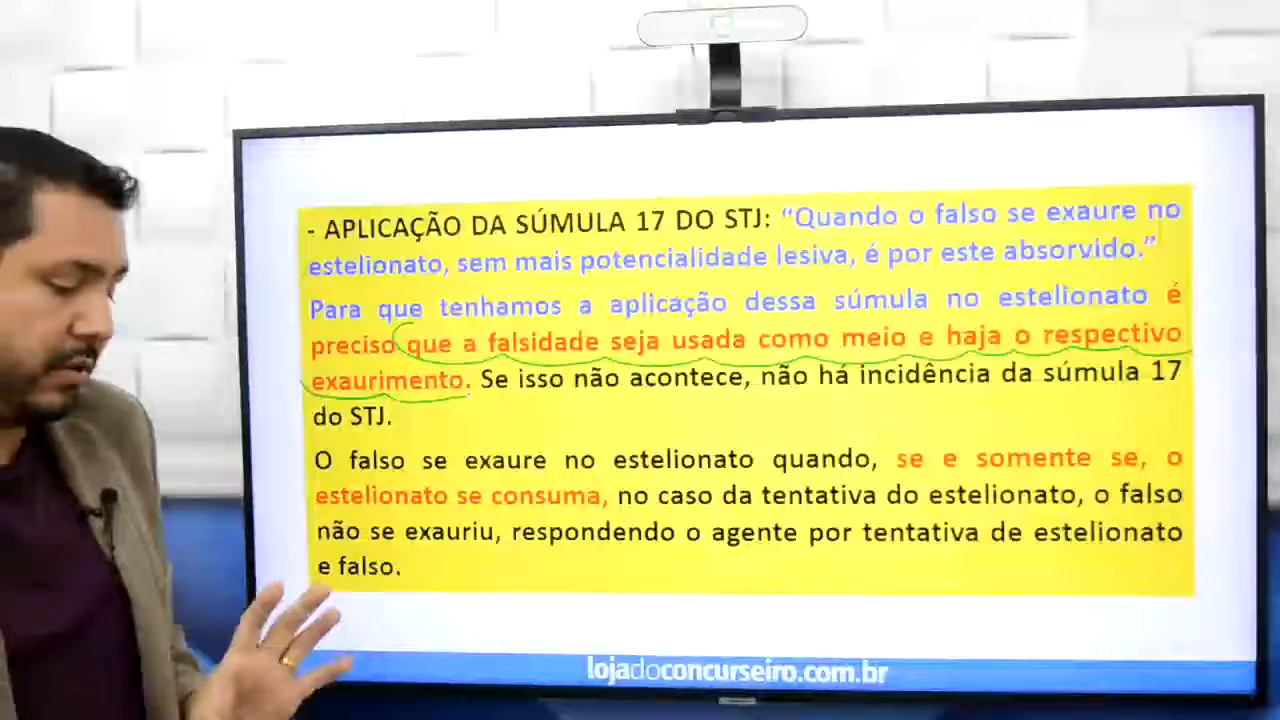 - APLICAÇÃO DA SÚMULA 17 DO STJ: “Quando o falso se exaure no
estelionato, sem mais potencialidade lesiva, é por este absorvido.”
Para que tenhamos a aplicação dessa súmula no estelionato é
preciso que a falsidade seja usada como meio e haja o respectivo
exaurimento. Se isso não acontece, não há incidência da súmula 17
do STJ.
O falso se exaure no estelionato quando, se e somente se, o
estelionato se consuma, no caso da tentativa do estelionato, o falso
não se exauriu, respondendo o agente por tentativa de estelionato
e falso.
lojadoconcurseiro.com.br